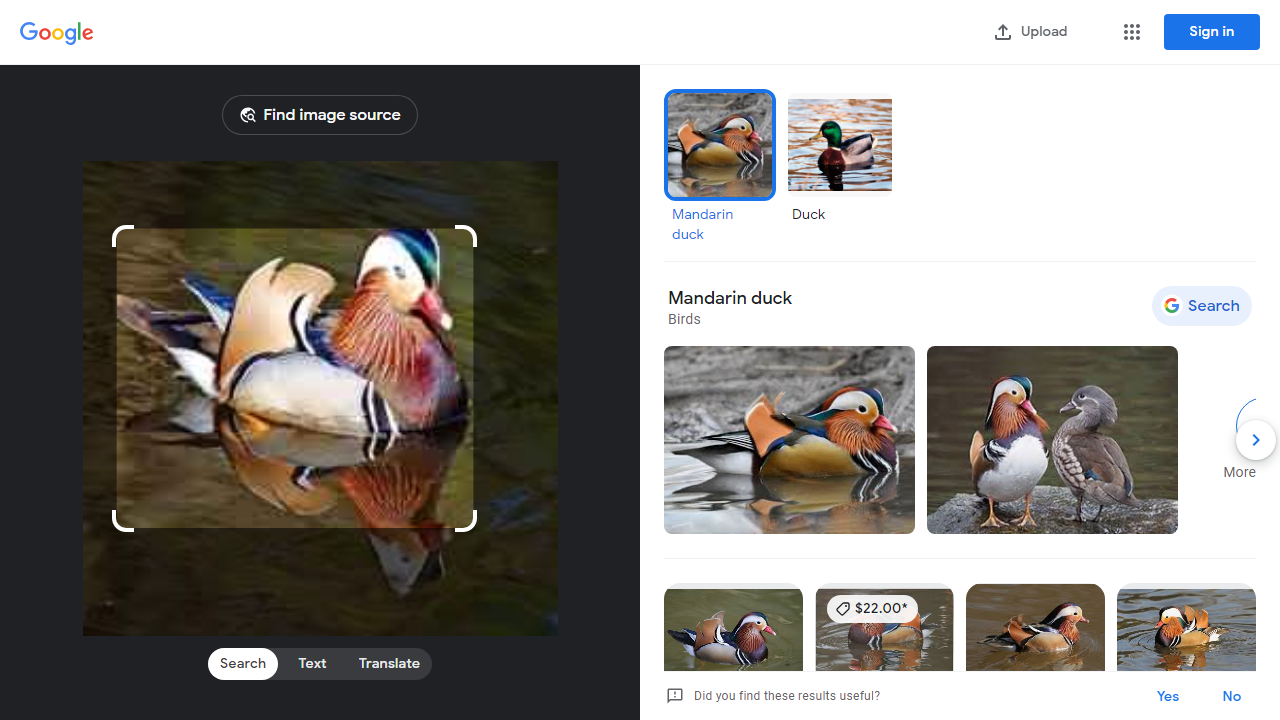 Google
Upload
Sign in
Find image source
Mandarin
duck
Duck
Mandarin duck
Birds
Search
More
$22.00*
Search
Text
Translate
Did you find these results useful?
Yes
No